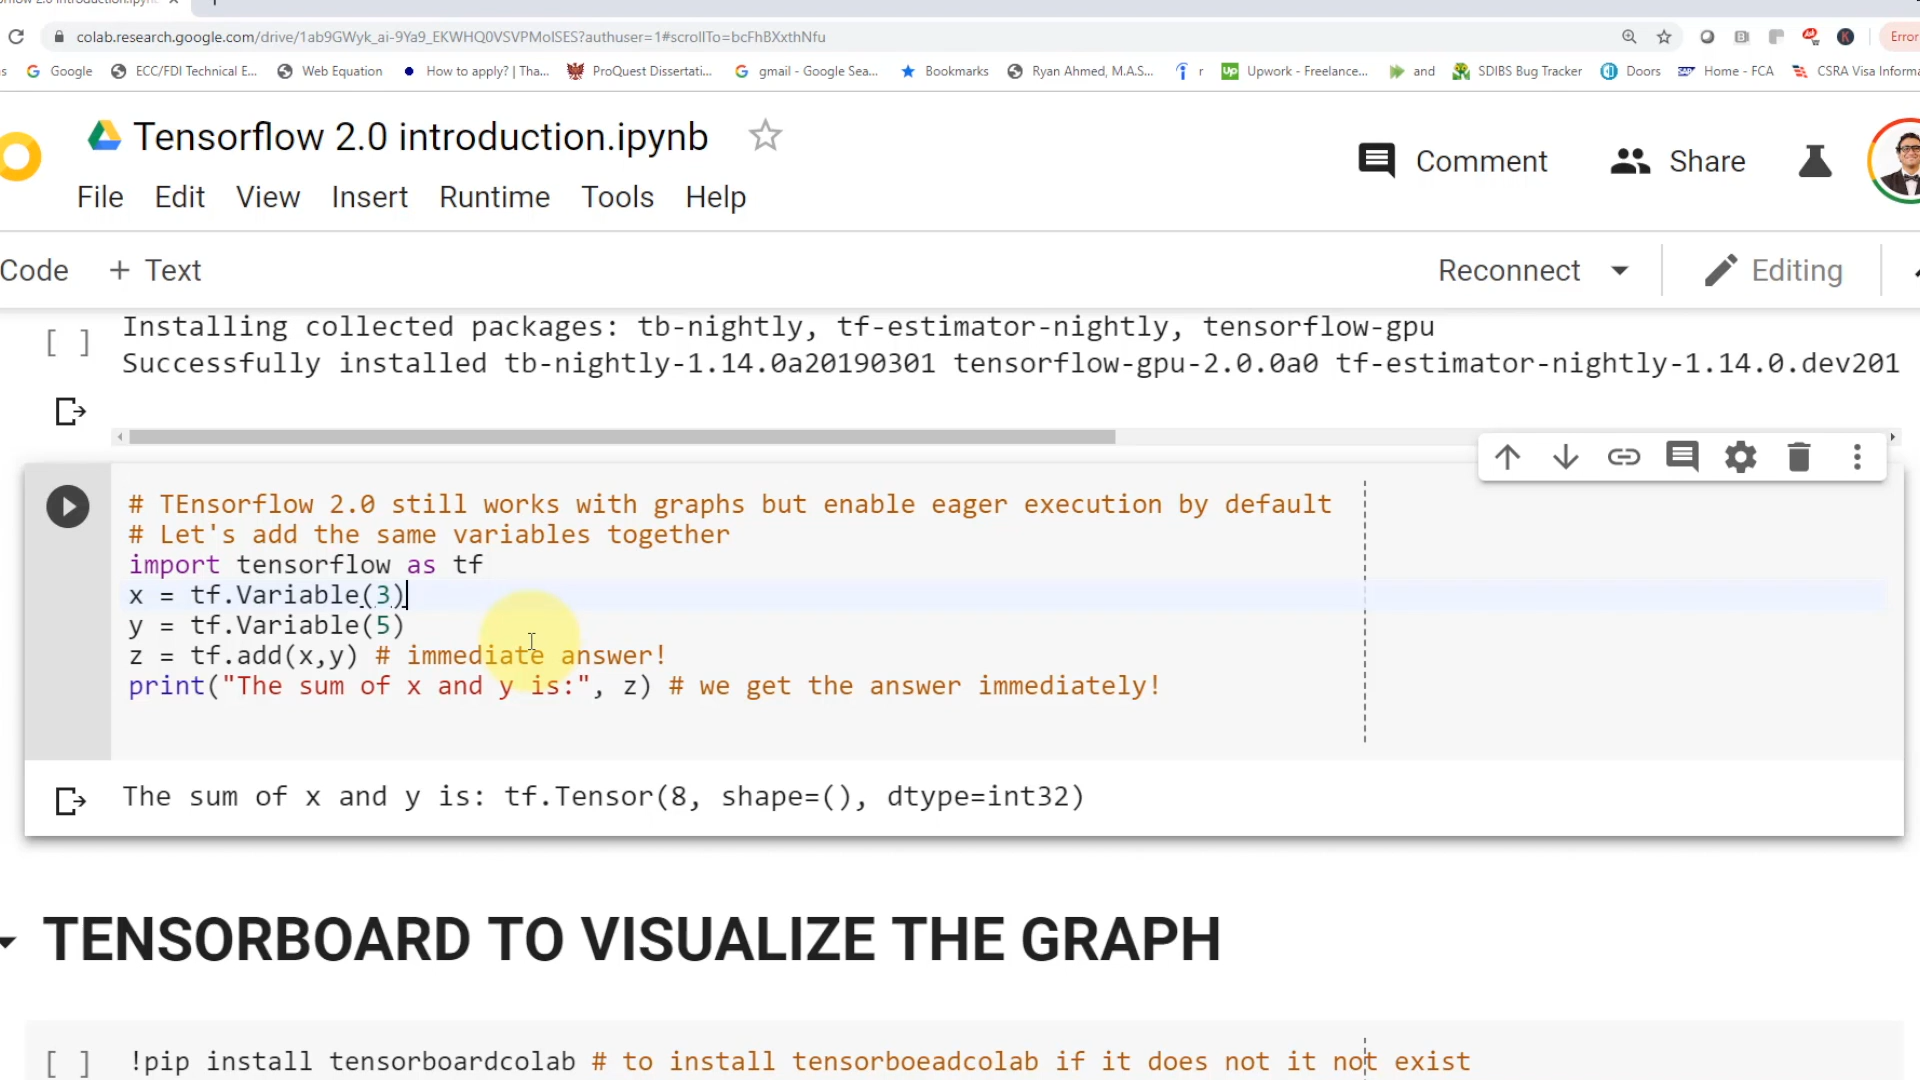 colab.research.google.com/drive/1ab9GWyk_ai-9Ya9_EKWHQ0VSVPMolSES?authuser=1#scrollTo=bcFhBXxthNfu
Error
Google ECC/FDI Technical E... Web Equation How to apply? | Tha... ProQuest Dissertati... gmail - Google Sea... Bookmarks Ryan Ahmed, M.A.S... r Upwork - Freelance... and SDIBS Bug Tracker Doors Home - FCA CSRA Visa Informa
Tensorflow 2.0 introduction.ipynb
Comment Share
File Edit View Insert Runtime Tools Help
Code + Text Reconnect Editing
[ ] Installing collected packages: tb-nightly, tf-estimator-nightly, tensorflow-gpu
Successfully installed tb-nightly-1.14.0a20190301 tensorflow-gpu-2.0.0a0 tf-estimator-nightly-1.14.0.dev201
# TEnsorflow 2.0 still works with graphs but enable eager execution by default
# Let's add the same variables together
import tensorflow as tf
x = tf.Variable(3)
y = tf.Variable(5)
z = tf.add(x,y) # immediate answer!
print("The sum of x and y is:", z) # we get the answer immediately!
The sum of x and y is: tf.Tensor(8, shape=(), dtype=int32)
TENSORBOARD TO VISUALIZE THE GRAPH
[ ] !pip install tensorboardcolab # to install tensorboeadcolab if it does not it not exist